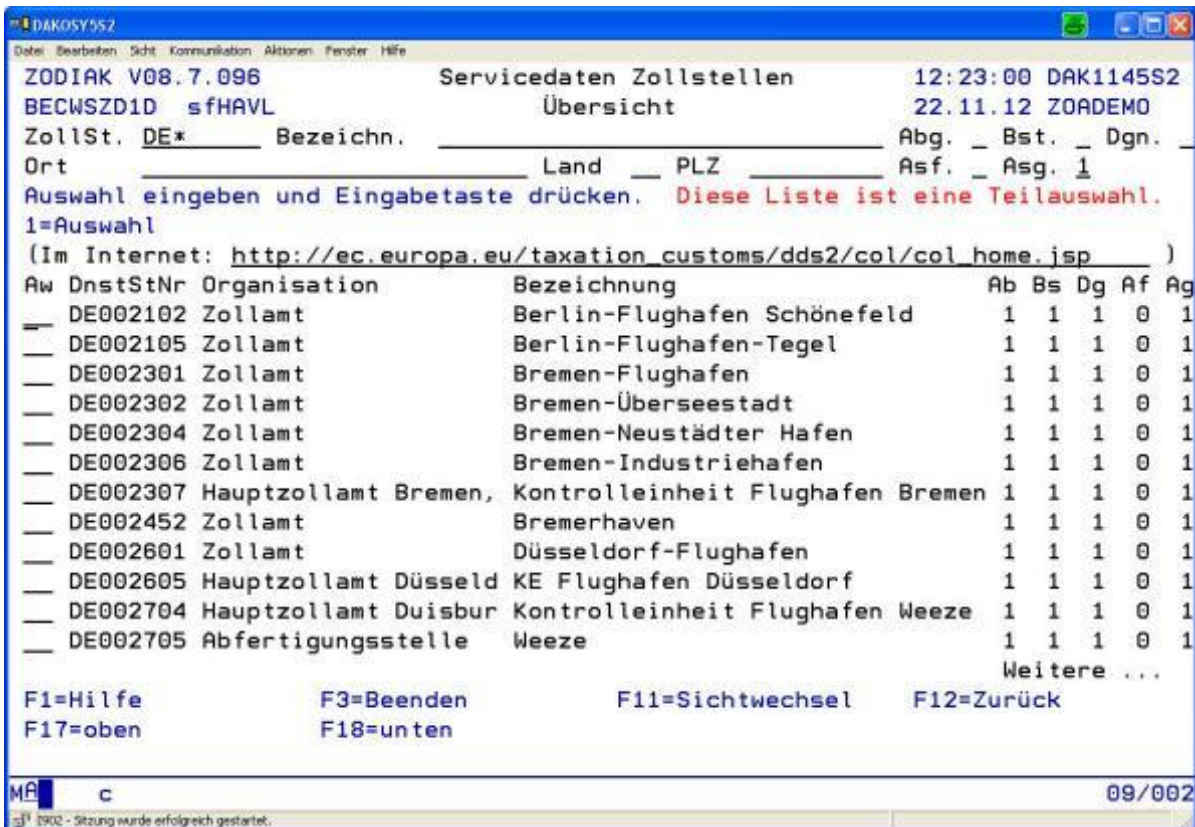 DAKOSY5S2
Datei Bearbeiten Sicht Kommunikation Aktionen Fenster Hilfe
ZODIAK V08.7.096 Servicedaten Zollstellen 12:23:00 DAK1145S2
BECWSZD1D sfHAVL Übersicht 22.11.12 ZOADEMO
ZollSt. DE* Bezeichn. Abg. _ Bst. _ Dgn. _
Ort Land __ PLZ Asf. _ Asg. 1
Auswahl eingeben und Eingabetaste drücken. Diese Liste ist eine Teilauswahl.
1=Auswahl
(Im Internet: http://ec.europa.eu/taxation_customs/dds2/col/col_home.jsp )
Aw DnstStNr Organisation Bezeichnung Ab Bs Dg Af Ag
__ DE002102 Zollamt Berlin-Flughafen Schönefeld 1 1 1 0 1
__ DE002105 Zollamt Berlin-Flughafen-Tegel 1 1 1 0 1
__ DE002301 Zollamt Bremen-Flughafen 1 1 1 0 1
__ DE002302 Zollamt Bremen-Überseestadt 1 1 1 0 1
__ DE002304 Zollamt Bremen-Neustädter Hafen 1 1 1 0 1
__ DE002306 Zollamt Bremen-Industriehafen 1 1 1 0 1
__ DE002307 Hauptzollamt Bremen, Kontrolleinheit Flughafen Bremen 1 1 1 0 1
__ DE002452 Zollamt Bremerhaven 1 1 1 0 1
__ DE002601 Zollamt Düsseldorf-Flughafen 1 1 1 0 1
__ DE002605 Hauptzollamt Düsseld KE Flughafen Düsseldorf 1 1 1 0 1
__ DE002704 Hauptzollamt Duisbur Kontrolleinheit Flughafen Weeze 1 1 1 0 1
__ DE002705 Abfertigungsstelle Weeze 1 1 1 0 1
Weitere ...
F1=Hilfe F3=Beenden F11=Sichtwechsel F12=Zurück
F17=oben F18=unten
MA c 09/002
I902 - Sitzung wurde erfolgreich gestartet.